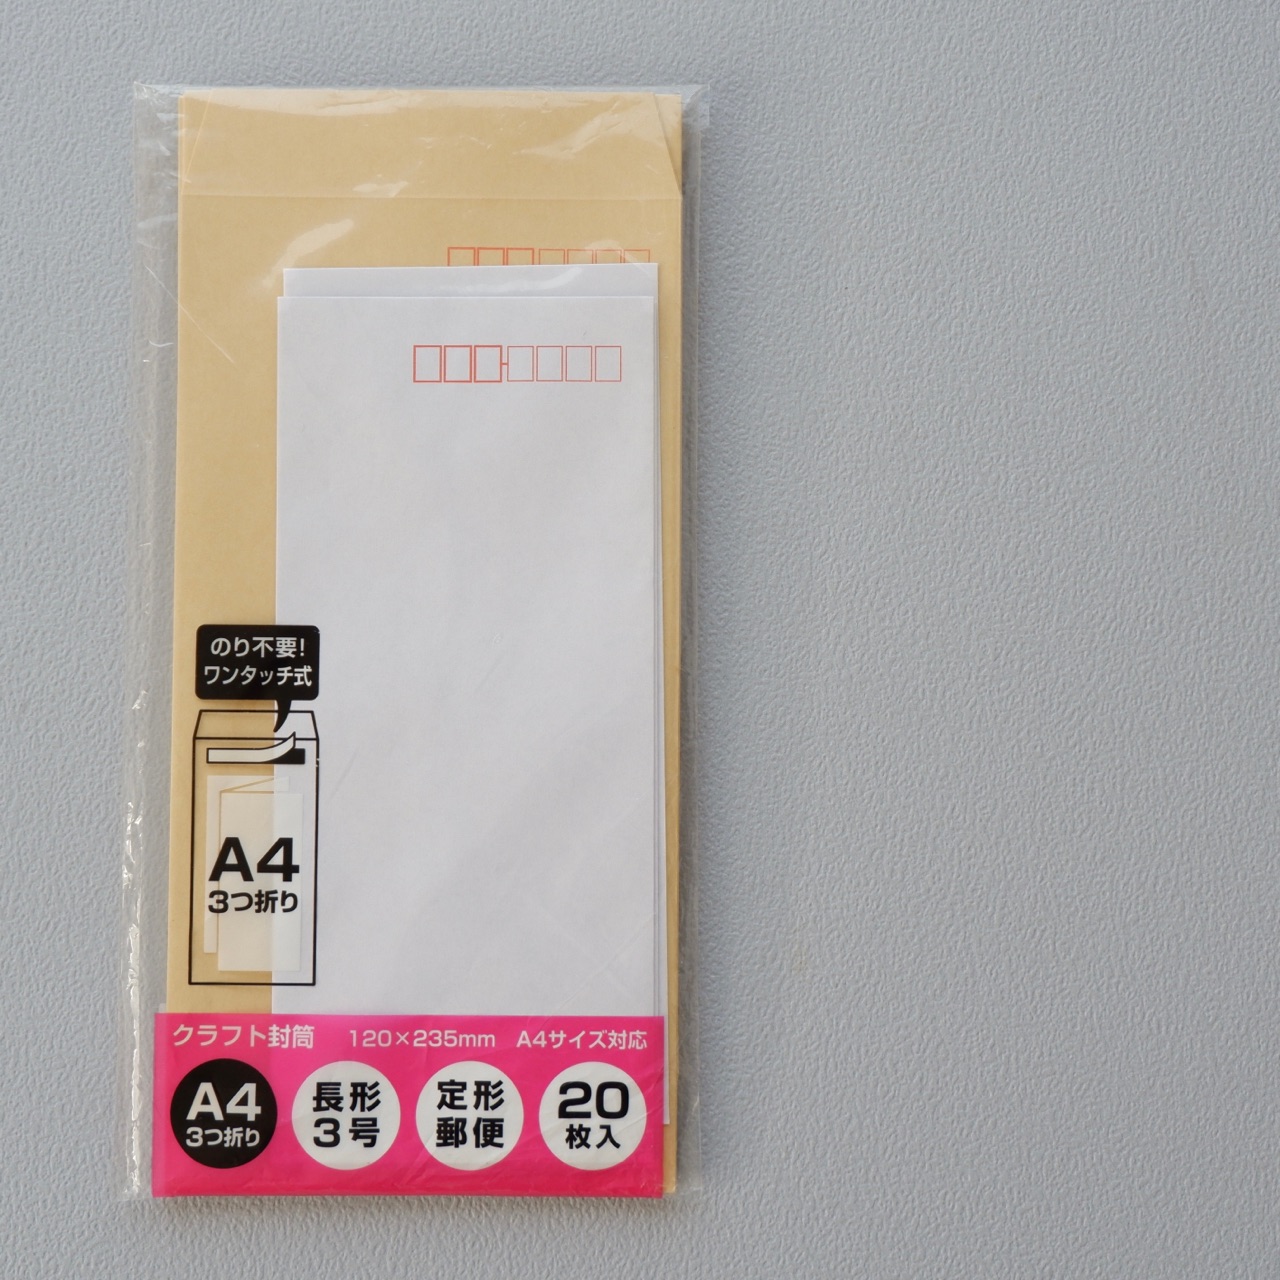 のり不要!
ワンタッチ式
A4
3つ折り
クラフト封筒 120×235mm A4サイズ対応
A4
3つ折り
長形
3号
定形
郵便
20
枚入